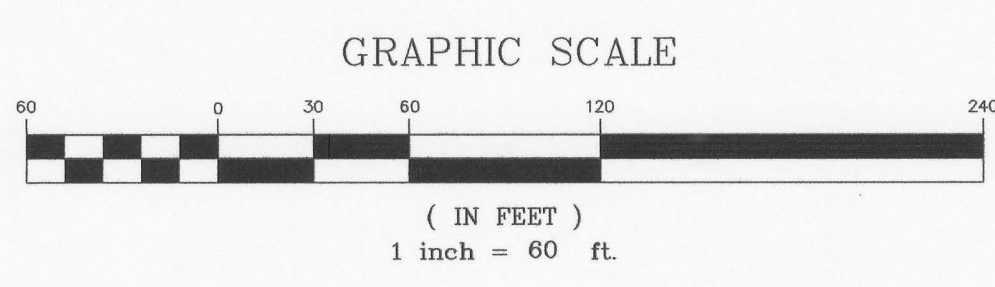 GRAPHIC SCALE
60 0 30 60 120 240
( IN FEET )
1 inch = 60 ft.